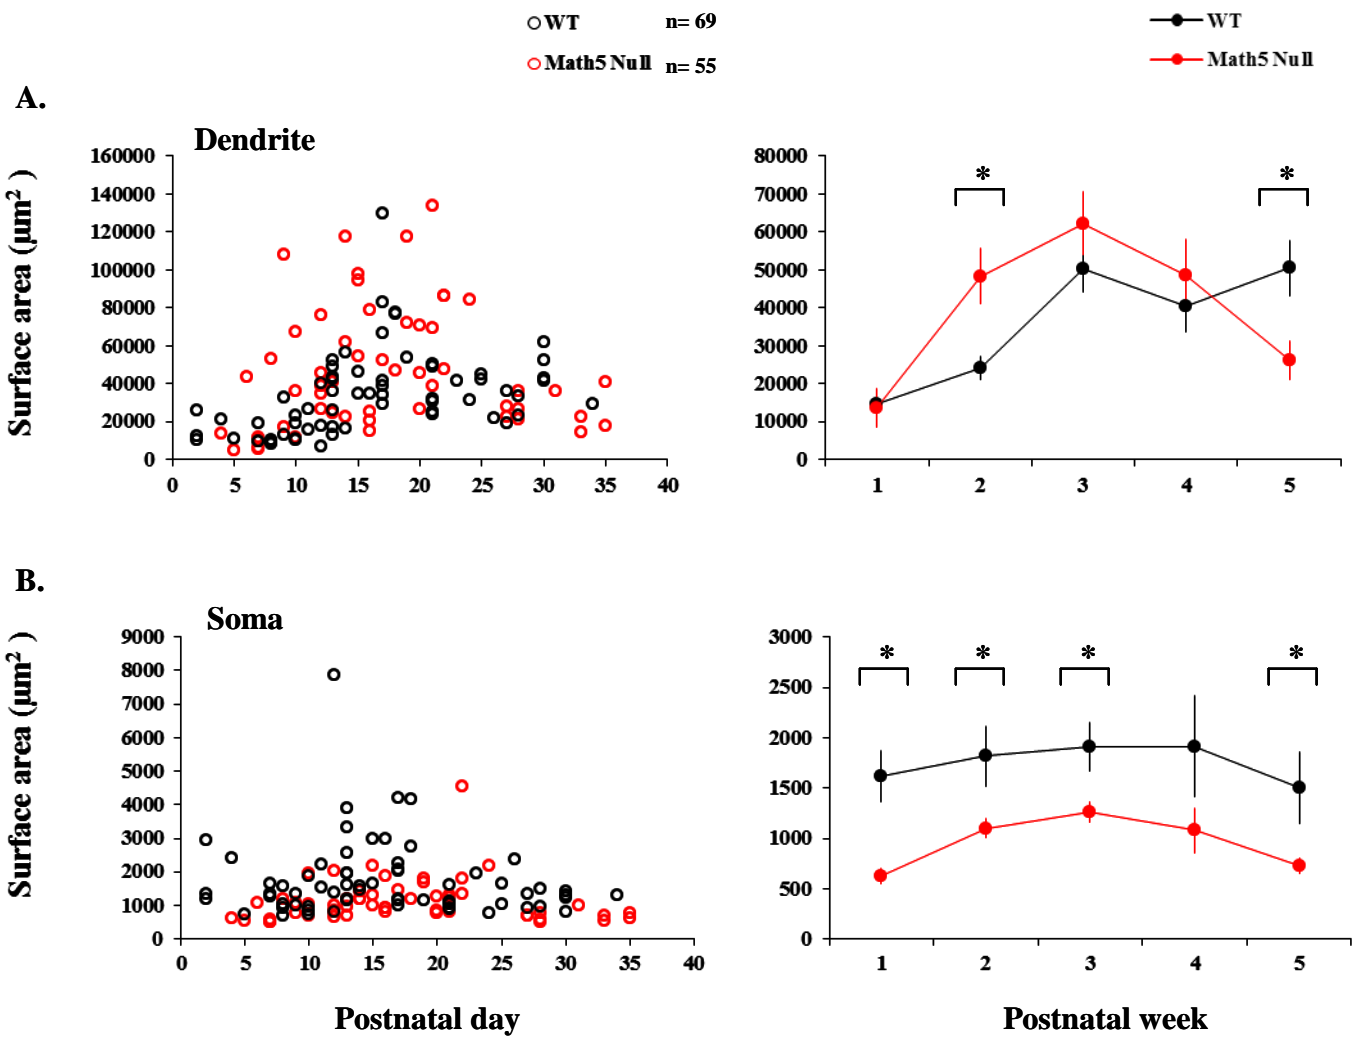 WT n= 69
Math5 Null n= 55
WT
Math5 Null
A.
Dendrite
Surface area (µm² )
160000
140000
120000
100000
80000
60000
40000
20000
0
0 5 10 15 20 25 30 35 40
80000
70000
60000
50000
40000
30000
20000
10000
0
* *
1 2 3 4 5
B.
Soma
Surface area (µm² )
9000
8000
7000
6000
5000
4000
3000
2000
1000
0
0 5 10 15 20 25 30 35 40
Postnatal day
3000
2500
2000
1500
1000
500
0
* * * *
1 2 3 4 5
Postnatal week